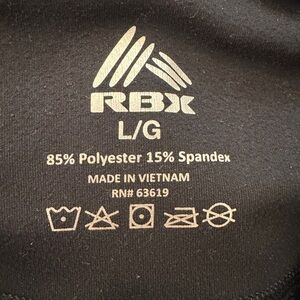 RBX
L/G
85% Polyester 15% Spandex
MADE IN VIETNAM
RN# 63619